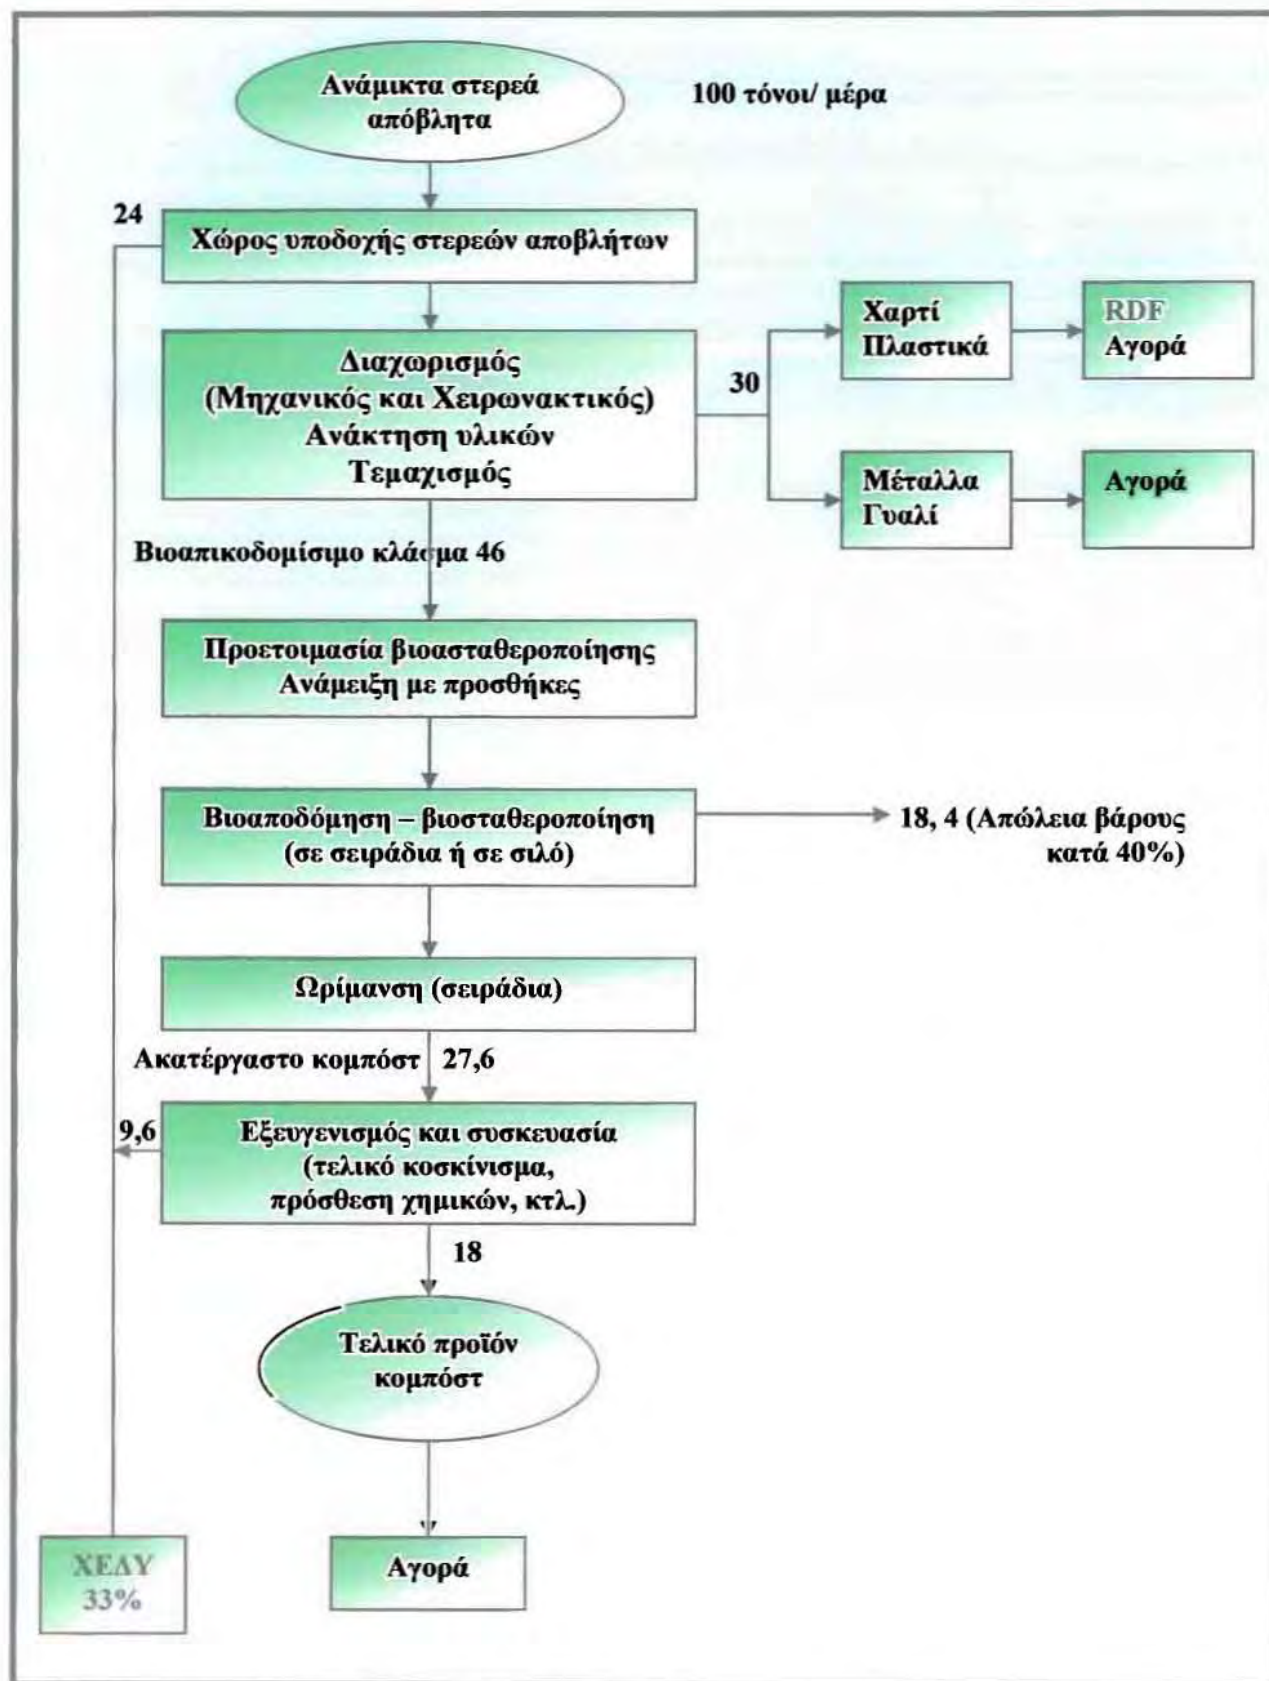 Ανάμικτα στερεά
απόβλητα
100 τόνοι/ μέρα
24
Χώρος υποδοχής στερεών αποβλήτων
Διαχωρισμός
(Μηχανικός και Χειρωνακτικός)
Ανάκτηση υλικών
Τεμαχισμός
30
Χαρτί
Πλαστικά
RDF
Αγορά
Μέταλλα
Γυαλί
Αγορά
Βιοαπικοδομίσιμο κλάσμα 46
Προετοιμασία βιοασταθεροποίησης
Ανάμειξη με προσθήκες
Βιοαποδόμηση – βιοσταθεροποίηση
(σε σειράδια ή σε σιλό)
18, 4 (Απώλεια βάρους
κατά 40%)
Ωρίμανση (σειράδια)
Ακατέργαστο κομπόστ 27,6
9,6
Εξευγενισμός και συσκευασία
(τελικό κοσκίνισμα,
πρόσθεση χημικών, κτλ.)
18
Τελικό προϊόν
κομπόστ
ΧΕΔΥ
33%
Αγορά